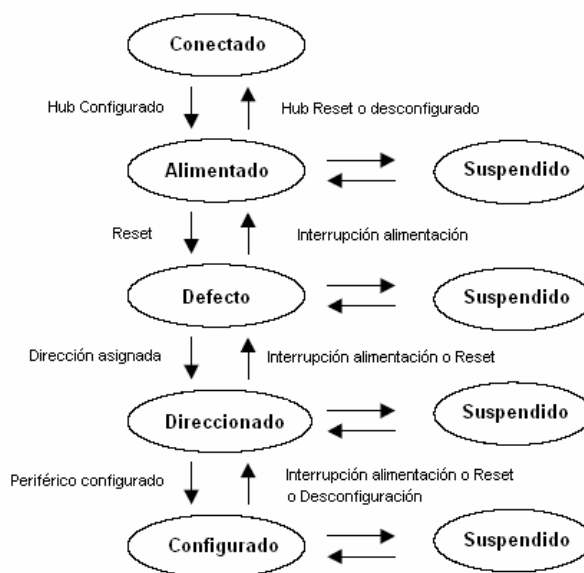 Conectado
Hub Configurado
Hub Reset o desconfigurado
Alimentado
Suspendido
Reset
Interrupción alimentación
Defecto
Suspendido
Dirección asignada
Interrupción alimentación o Reset
Direccionado
Suspendido
Periférico configurado
Interrupción alimentación o Reset
o Desconfiguración
Configurado
Suspendido